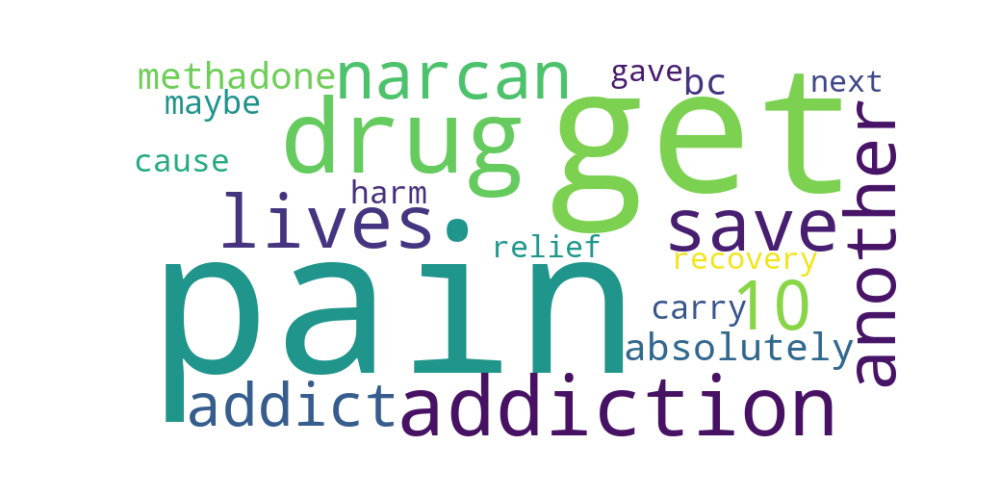 methadone
narcan
gave
bc
next
maybe
drug
get
another
cause
harm
lives
save
relief
recovery
pain
carry
10
absolutely
addict
addiction